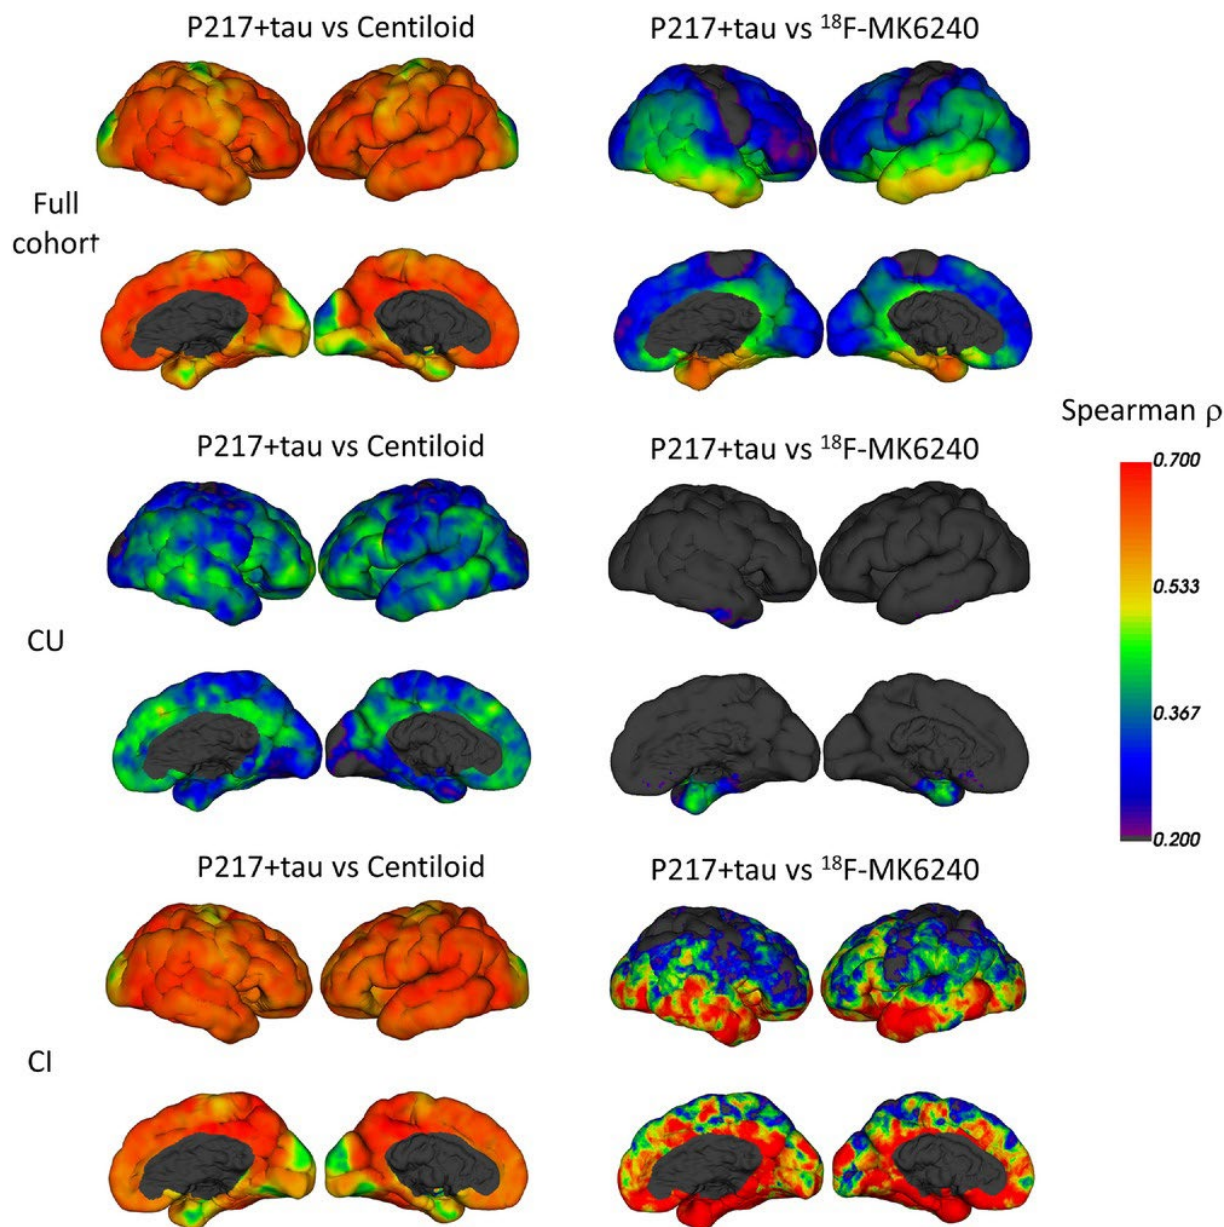 P217+tau vs Centiloid
P217+tau vs ¹⁸F-MK6240
Full
cohort
Spearman ρ
0.700
0.533
0.367
0.200
P217+tau vs Centiloid
P217+tau vs ¹⁸F-MK6240
CU
P217+tau vs Centiloid
P217+tau vs ¹⁸F-MK6240
CI